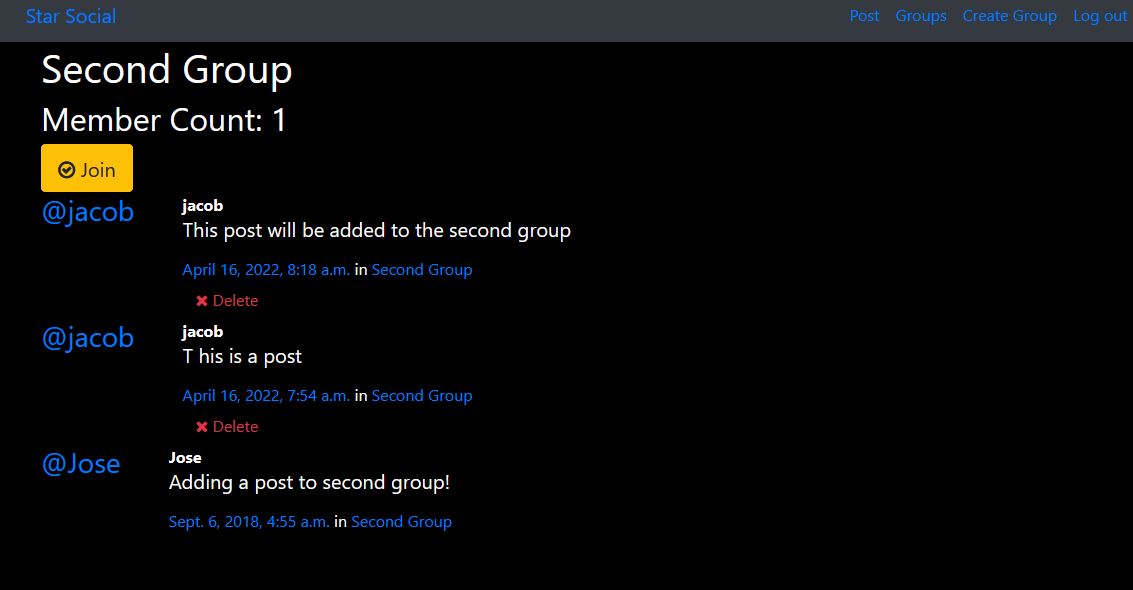 Star Social Post Groups Create Group Log out
Second Group
Member Count: 1
Join
@jacob jacob
This post will be added to the second group
April 16, 2022, 8:18 a.m. in Second Group
Delete
@jacob jacob
T his is a post
April 16, 2022, 7:54 a.m. in Second Group
Delete
@Jose Jose
Adding a post to second group!
Sept. 6, 2018, 4:55 a.m. in Second Group